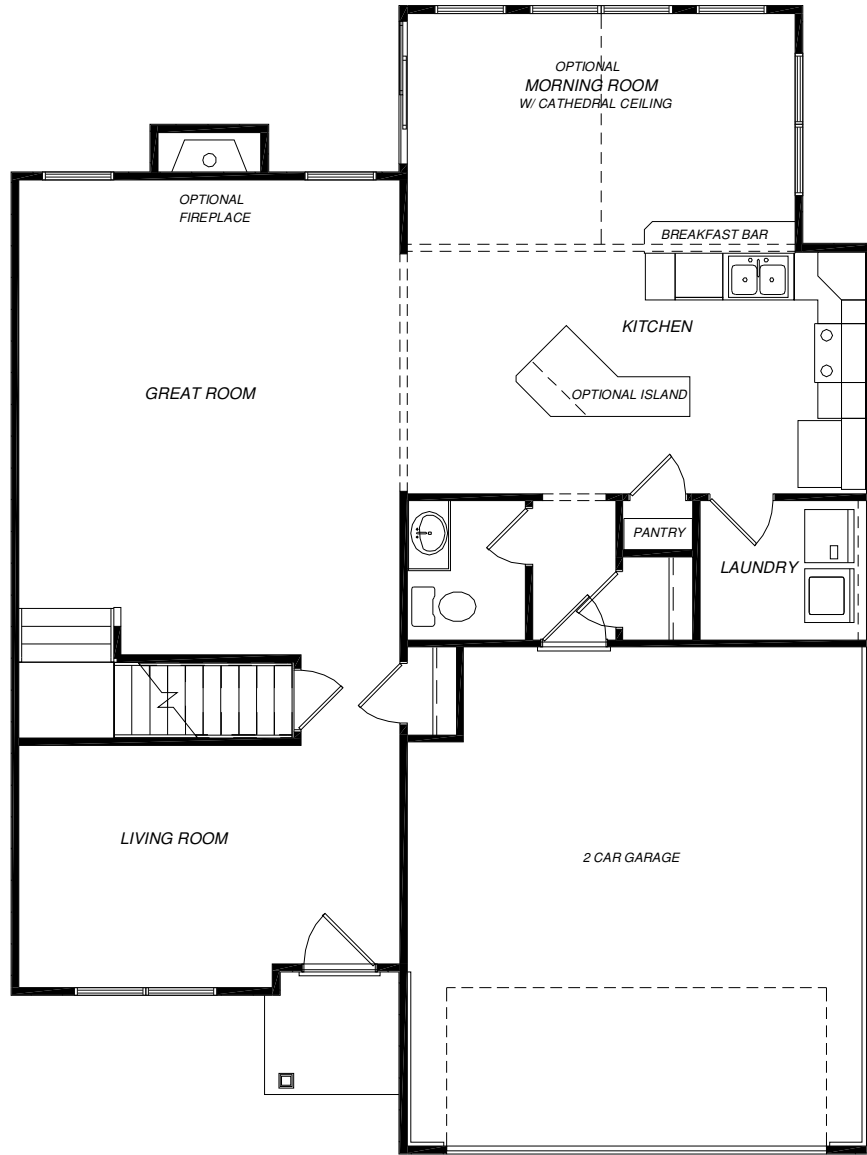 OPTIONAL
MORNING ROOM
W/ CATHEDRAL CEILING
OPTIONAL
FIREPLACE
BREAKFAST BAR
KITCHEN
GREAT ROOM
OPTIONAL ISLAND
PANTRY
LAUNDRY
LIVING ROOM
2 CAR GARAGE